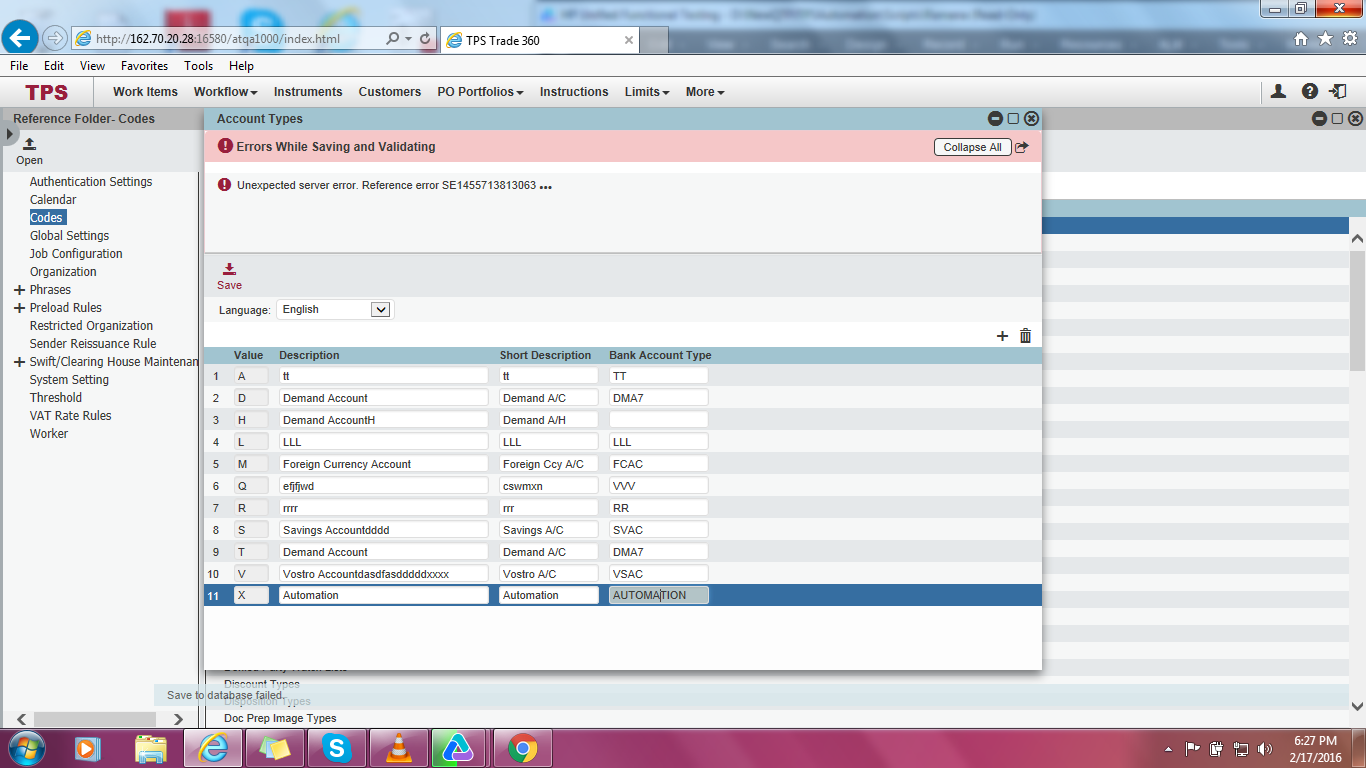 http://162.70.20.28:16580/atqa1000/index.html
TPS Trade 360
File Edit View Favorites Tools Help
TPS Work Items Workflow Instruments Customers PO Portfolios Instructions Limits More
Reference Folder- Codes
Account Types
Errors While Saving and Validating
Collapse All
Open
Unexpected server error. Reference error SE1455713813063 ...
Authentication Settings
Calendar
Codes
Global Settings
Job Configuration
Organization
Phrases
Preload Rules
Restricted Organization
Sender Reissuance Rule
Swift/Clearing House Maintenan
System Setting
Threshold
VAT Rate Rules
Worker
Save
Language: English
Value Description Short Description Bank Account Type
1 A tt tt TT
2 D Demand Account Demand A/C DMA7
3 H Demand AccountH Demand A/H
4 L LLL LLL LLL
5 M Foreign Currency Account Foreign Ccy A/C FCAC
6 Q efjfjwd cswmxn VVV
7 R rrrr rrr RR
8 S Savings Accountdddd Savings A/C SVAC
9 T Demand Account Demand A/C DMA7
10 V Vostro Accountdasdfasdddddxxxx Vostro A/C VSAC
11 X Automation Automation AUTOMATION
Discount Types
Save to database failed.
Disposition Types
Doc Prep Image Types
6:27 PM
2/17/2016